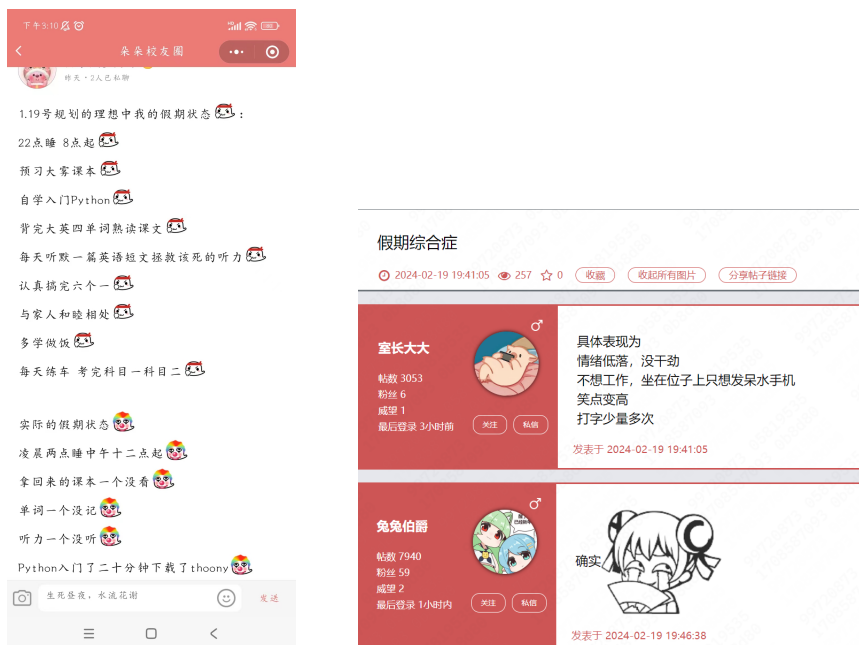 下午3:10
朵朵校友圈
昨天·2人已私聊
1.19号规划的理想中我的假期状态：
22点睡 8点起
预习大雾课本
自学入门Python
背完大英四单词熟读课文
每天听默一篇英语短文拯救该死的听力
认真搞完六个一
与家人和睦相处
多学做饭
每天练车 考完科目一科目二
实际的假期状态
凌晨两点睡中午十二点起
拿回来的课本一个没看
单词一个没记
听力一个没听
Python入门了二十分钟下载了thoony
生死昼夜，水流花谢
发送
假期综合症
2024-02-19 19:41:05 257 0 收藏 收起所有图片 分享帖子链接
室长大大
帖数 3053
粉丝 6
威望 1
最后登录 3小时前
关注 私信
具体表现为
情绪低落，没干劲
不想工作，坐在位子上只想发呆水手机
笑点变高
打字少量多次
发表于 2024-02-19 19:41:05
兔兔伯爵
帖数 7940
粉丝 59
威望 2
最后登录 1小时内
关注 私信
确实
发表于 2024-02-19 19:46:38